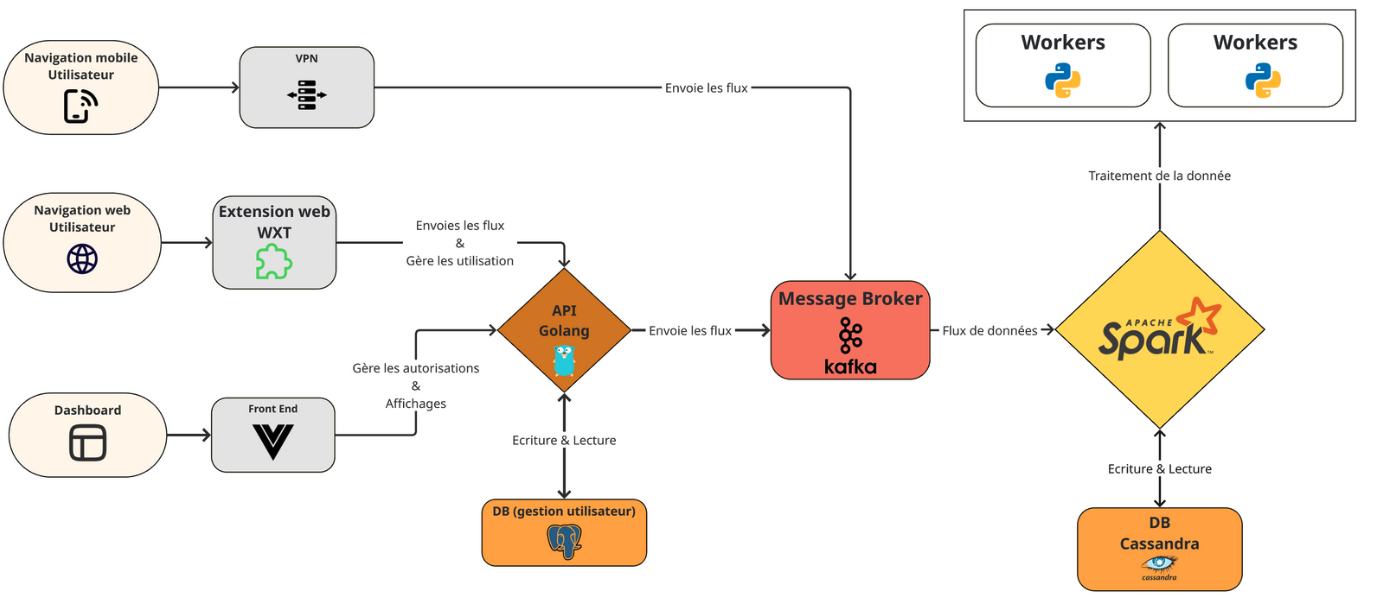 Navigation mobile
Utilisateur
VPN
Envoie les flux
Workers
Workers
Traitement de la donnée
Navigation web
Utilisateur
Extension web
WXT
Envoies les flux
&
Gère les utilisation
API
Golang
Envoie les flux
Message Broker
kafka
Flux de données
APACHE
Spark™
Gère les autorisations
&
Affichages
Dashboard
Front End
Ecriture & Lecture
DB (gestion utilisateur)
Ecriture & Lecture
DB
Cassandra
cassandra